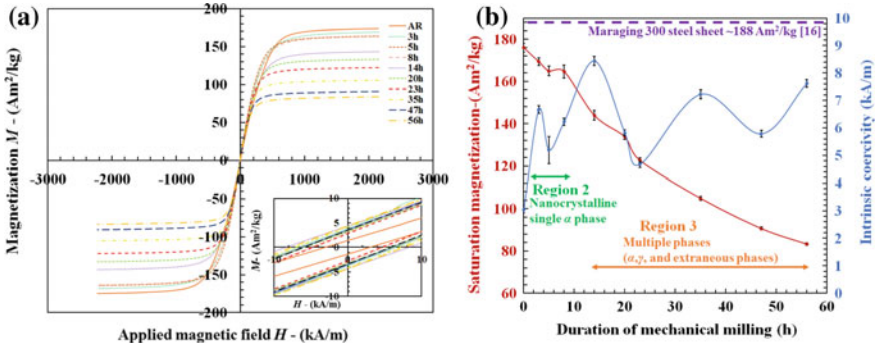 (a)
Magnetization M - (Am²/kg)
200
150
100
50
0
-50
-100
-150
-200
-3000
-2000
-1000
0
1000
2000
3000
AR
3h
5h
8h
14h
20h
23h
35h
47h
56h
M- (Am²/kg)
10
5
0
-5
-10
-10
0
10
H - (kA/m)
Applied magnetic field H - (kA/m)
(b)
Saturation magnetization-(Am²/kg)
180
160
140
120
100
80
60
Maraging 300 steel sheet ~188 Am²/kg [16]
Region 2
Nanocrystalline
single α phase
Region 3
Multiple phases
(α,γ, and extraneous phases)
10
9
8
7
6
5
4
3
2
1
0
Intrinsic coercivity (kA/m)
0
10
20
30
40
50
60
Duration of mechanical milling (h)